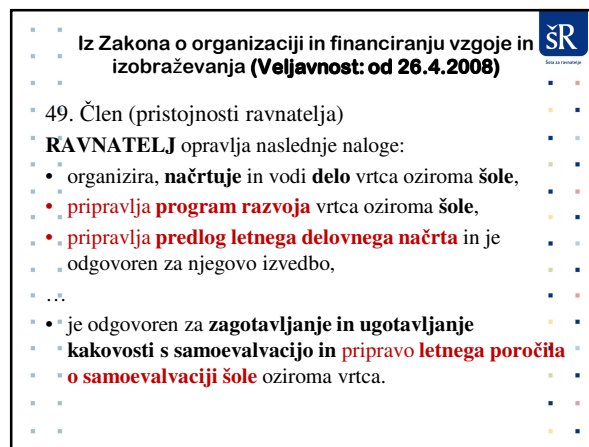 Iz Zakona o organizaciji in financiranju vzgoje in
izobraževanja (Veljavnost: od 26.4.2008)
šR
Šola za ravnatelje
49. Člen (pristojnosti ravnatelja)
RAVNATELJ opravlja naslednje naloge:
• organizira, načrtuje in vodi delo vrtca oziroma šole,
• pripravlja program razvoja vrtca oziroma šole,
• pripravlja predlog letnega delovnega načrta in je
odgovoren za njegovo izvedbo,
…
• je odgovoren za zagotavljanje in ugotavljanje
kakovosti s samoevalvacijo in pripravo letnega poročila
o samoevalvaciji šole oziroma vrtca.